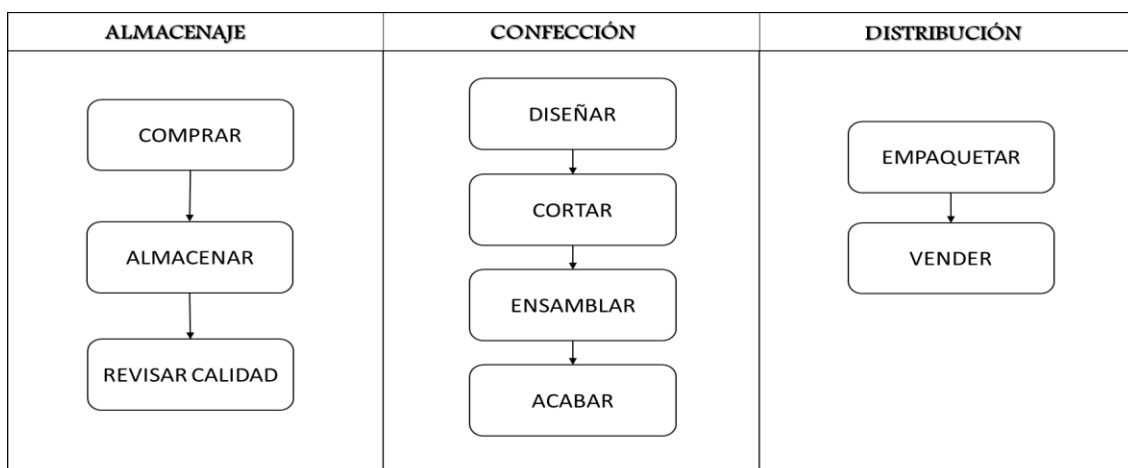 ALMACENAJE
COMPRAR
ALMACENAR
REVISAR CALIDAD
CONFECCIÓN
DISEÑAR
CORTAR
ENSAMBLAR
ACABAR
DISTRIBUCIÓN
EMPAQUETAR
VENDER